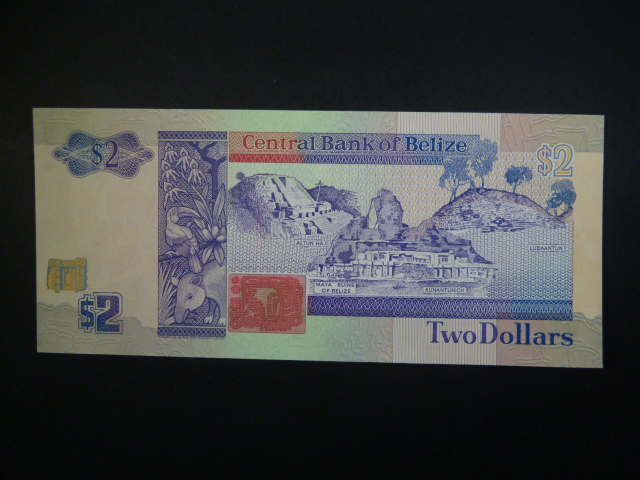 Central Bank of Belize
$2
$2
ALTUN HA
LUBAANTUN
MAYA RUINS
OF BELIZE
XUNANTUNICH
$2
Two Dollars